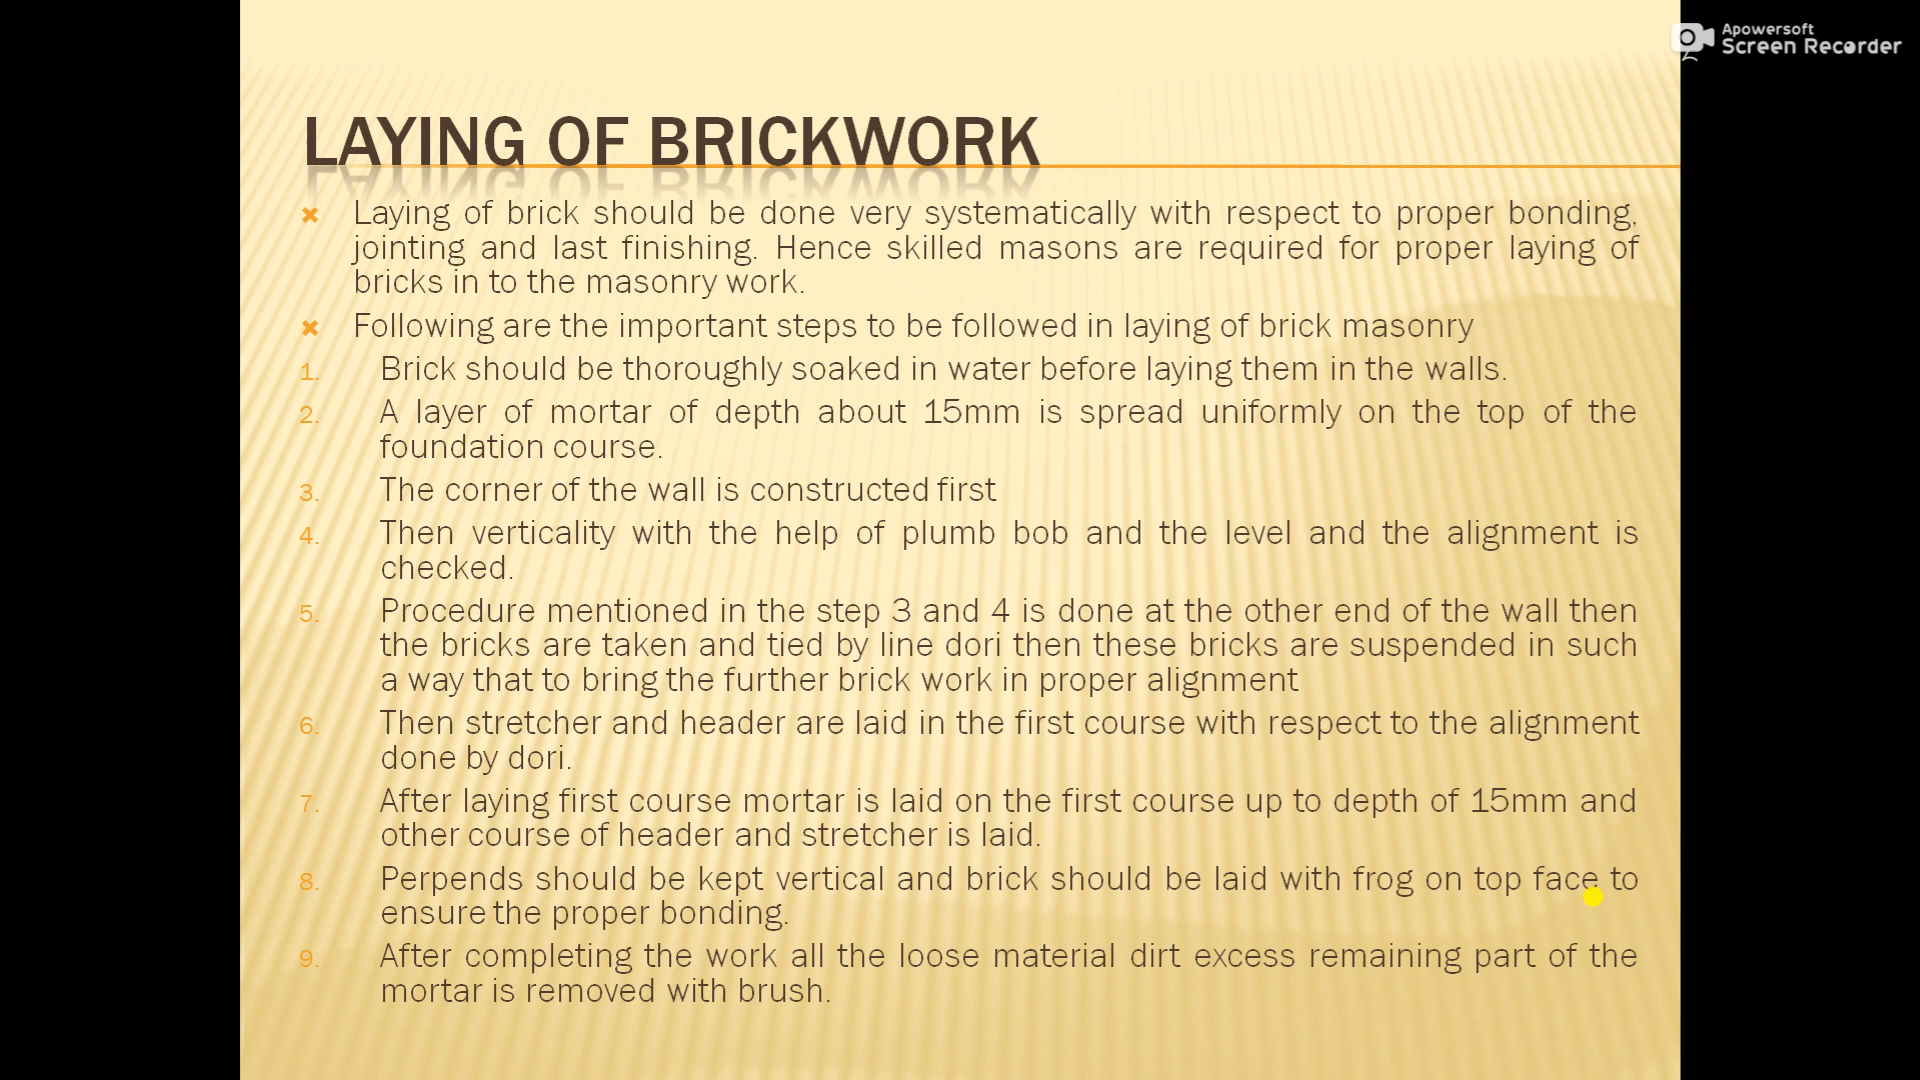 Apowersoft
Screen Recorder
LAYING OF BRICKWORK
Laying of brick should be done very systematically with respect to proper bonding,
jointing and last finishing. Hence skilled masons are required for proper laying of
bricks in to the masonry work.
Following are the important steps to be followed in laying of brick masonry
1. Brick should be thoroughly soaked in water before laying them in the walls.
2. A layer of mortar of depth about 15mm is spread uniformly on the top of the
foundation course.
3. The corner of the wall is constructed first
4. Then verticality with the help of plumb bob and the level and the alignment is
checked.
5. Procedure mentioned in the step 3 and 4 is done at the other end of the wall then
the bricks are taken and tied by line dori then these bricks are suspended in such
a way that to bring the further brick work in proper alignment
6. Then stretcher and header are laid in the first course with respect to the alignment
done by dori.
7. After laying first course mortar is laid on the first course up to depth of 15mm and
other course of header and stretcher is laid.
8. Perpends should be kept vertical and brick should be laid with frog on top face to
ensure the proper bonding.
9. After completing the work all the loose material dirt excess remaining part of the
mortar is removed with brush.